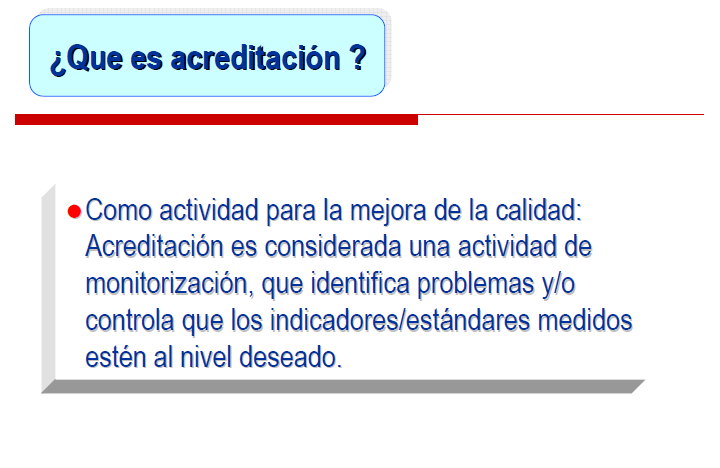 ¿Que es acreditación ?
Como actividad para la mejora de la calidad:
Acreditación es considerada una actividad de
monitorización, que identifica problemas y/o
controla que los indicadores/estándares medidos
estén al nivel deseado.